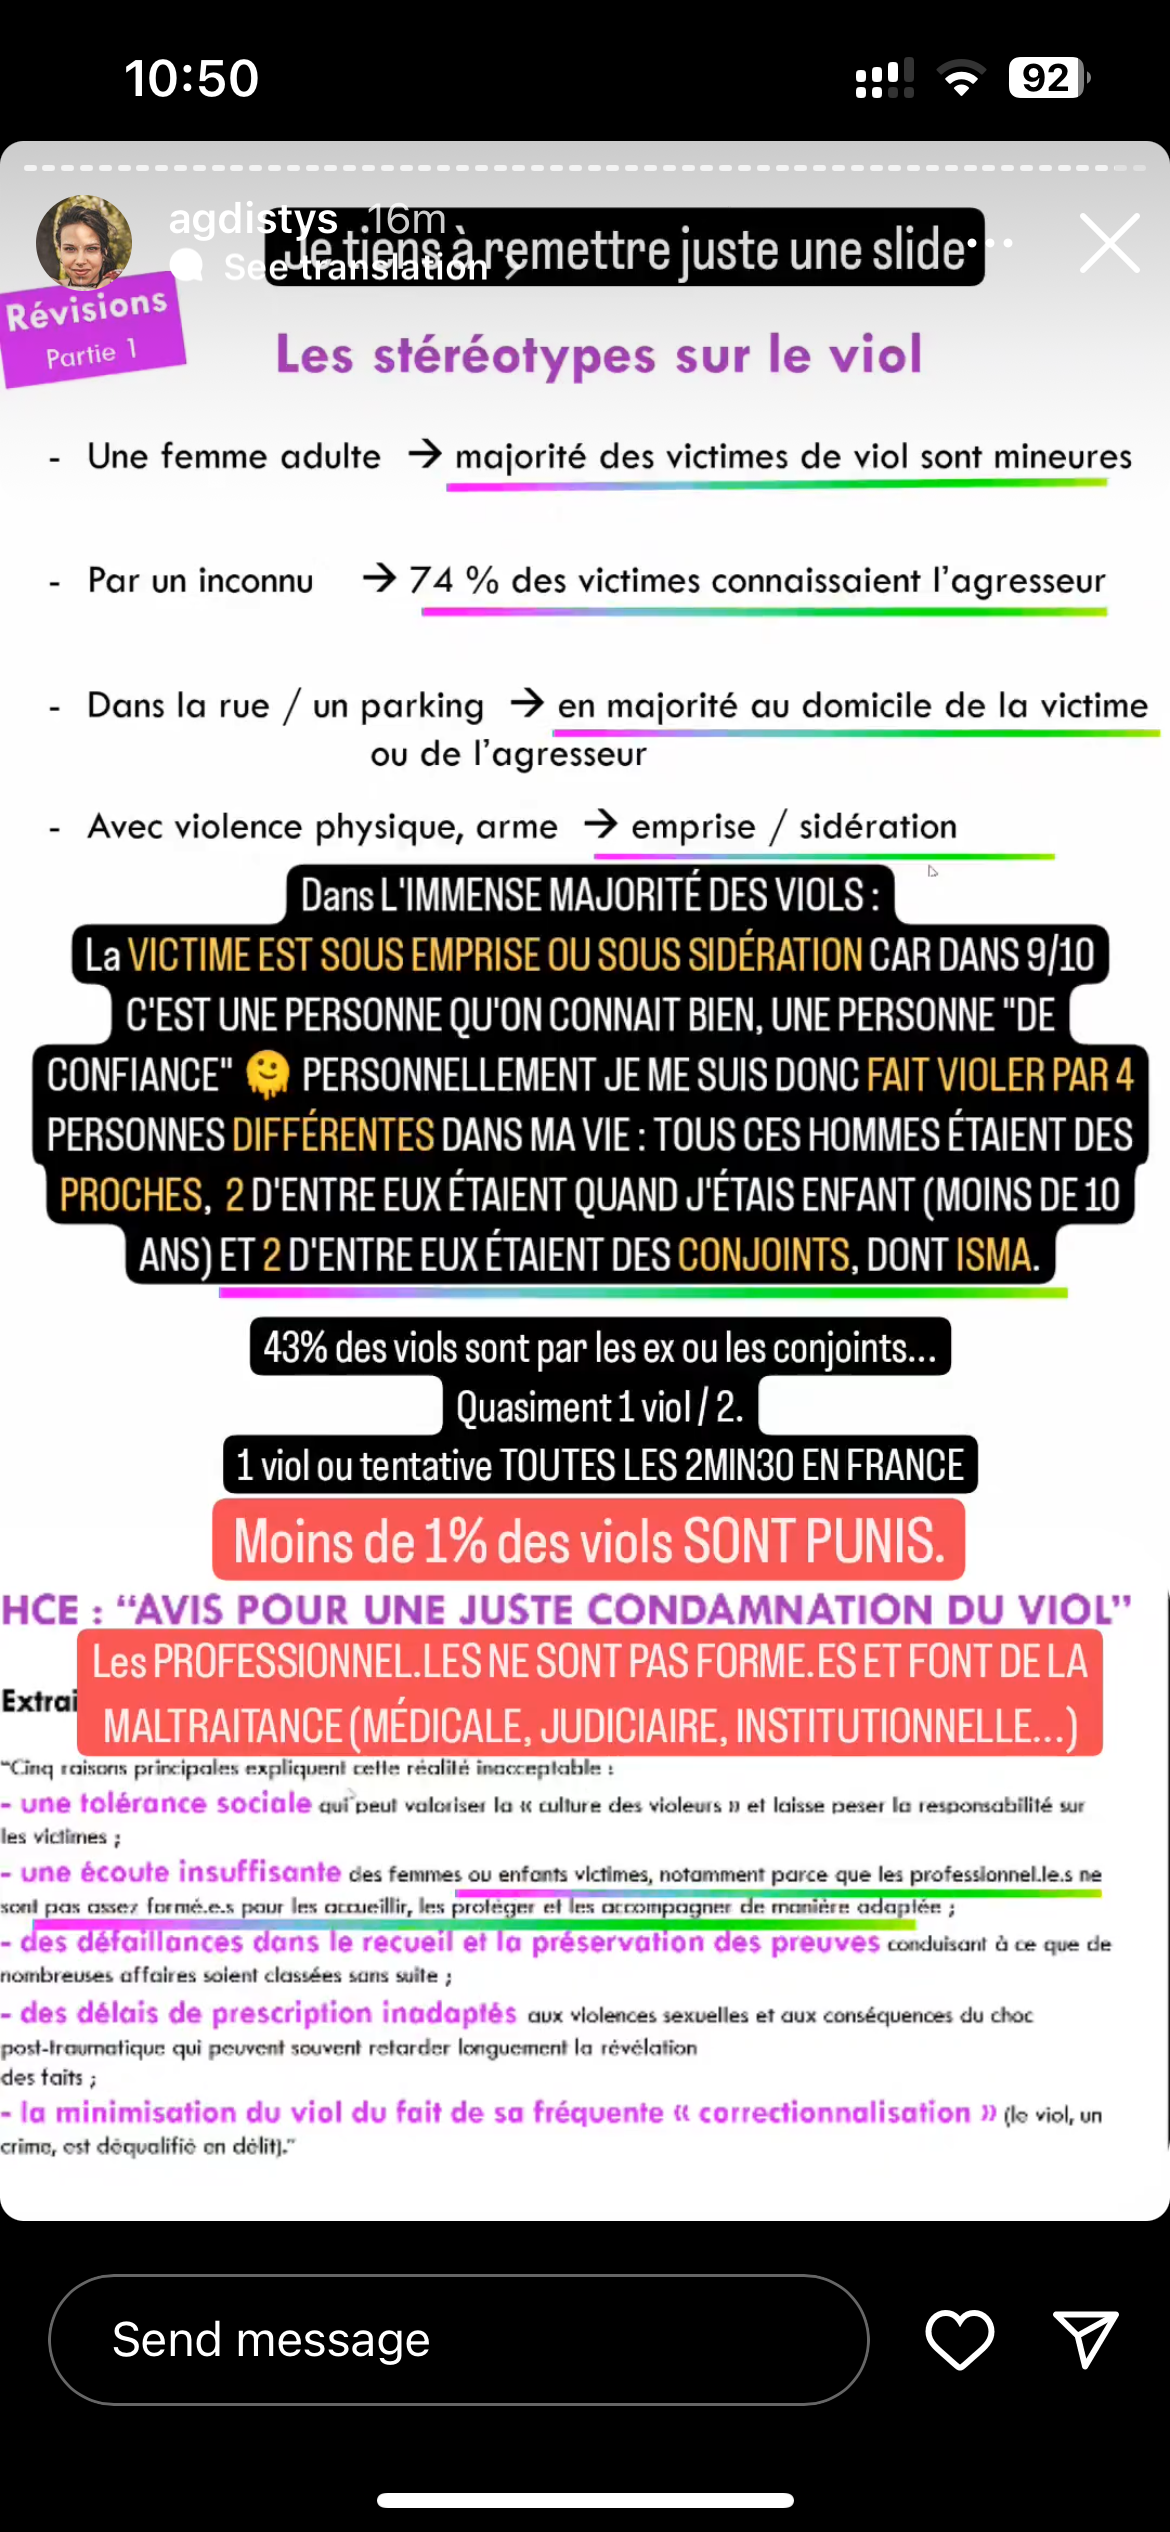 10:50
92
agdistys 16m
See translation
Je tiens à remettre juste une slide
Révisions
Partie 1
Les stéréotypes sur le viol
- Une femme adulte → majorité des victimes de viol sont mineures
- Par un inconnu → 74 % des victimes connaissaient l'agresseur
- Dans la rue / un parking → en majorité au domicile de la victime
ou de l'agresseur
- Avec violence physique, arme → emprise / sidération
Dans L'IMMENSE MAJORITÉ DES VIOLS :
La VICTIME EST SOUS EMPRISE OU SOUS SIDÉRATION CAR DANS 9/10
C'EST UNE PERSONNE QU'ON CONNAIT BIEN, UNE PERSONNE "DE
CONFIANCE" 🫠 PERSONNELLEMENT JE ME SUIS DONC FAIT VIOLER PAR 4
PERSONNES DIFFÉRENTES DANS MA VIE : TOUS CES HOMMES ÉTAIENT DES
PROCHES, 2 D'ENTRE EUX ÉTAIENT QUAND J'ÉTAIS ENFANT (MOINS DE 10
ANS) ET 2 D'ENTRE EUX ÉTAIENT DES CONJOINTS, DONT ISMA.
43% des viols sont par les ex ou les conjoints...
Quasiment 1 viol / 2.
1 viol ou tentative TOUTES LES 2MIN30 EN FRANCE
Moins de 1% des viols SONT PUNIS.
HCE : “AVIS POUR UNE JUSTE CONDAMNATION DU VIOL”
Les PROFESSIONNEL.LES NE SONT PAS FORME.ES ET FONT DE LA
Extrai
MALTRAITANCE (MÉDICALE, JUDICIAIRE, INSTITUTIONNELLE...)
“Cinq raisons principales expliquent cette réalité inacceptable :
- une tolérance sociale qui peut valoriser la « culture des violeurs » et laisse peser la responsabilité sur
les victimes ;
- une écoute insuffisante des femmes ou enfants victimes, notamment parce que les professionnel.le.s ne
sont pas assez formé.e.s pour les accueillir, les protéger et les accompagner de manière adaptée ;
- des défaillances dans le recueil et la préservation des preuves conduisant à ce que de
nombreuses affaires soient classées sans suite ;
- des délais de prescription inadaptés aux violences sexuelles et aux conséquences du choc
post-traumatique qui peuvent souvent retarder longuement la révélation
des faits ;
- la minimisation du viol du fait de sa fréquente « correctionnalisation » (le viol, un
crime, est déqualifié en délit).”
Send message